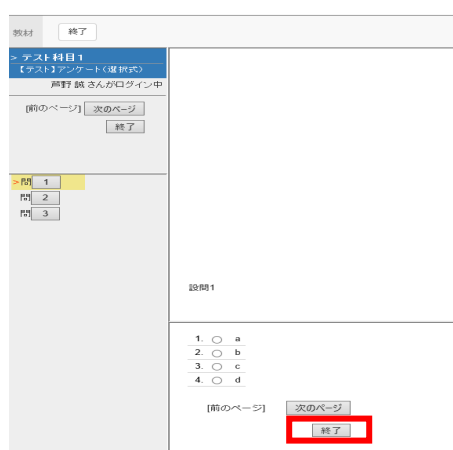 教材 終了
> テスト科目1
【テスト】アンケート(選択式)
芦野 誠 さんがログイン中
[前のページ] 次のページ
終了
>問 1
問 2
問 3
設問1
1. a
2. b
3. c
4. d
[前のページ] 次のページ
終了